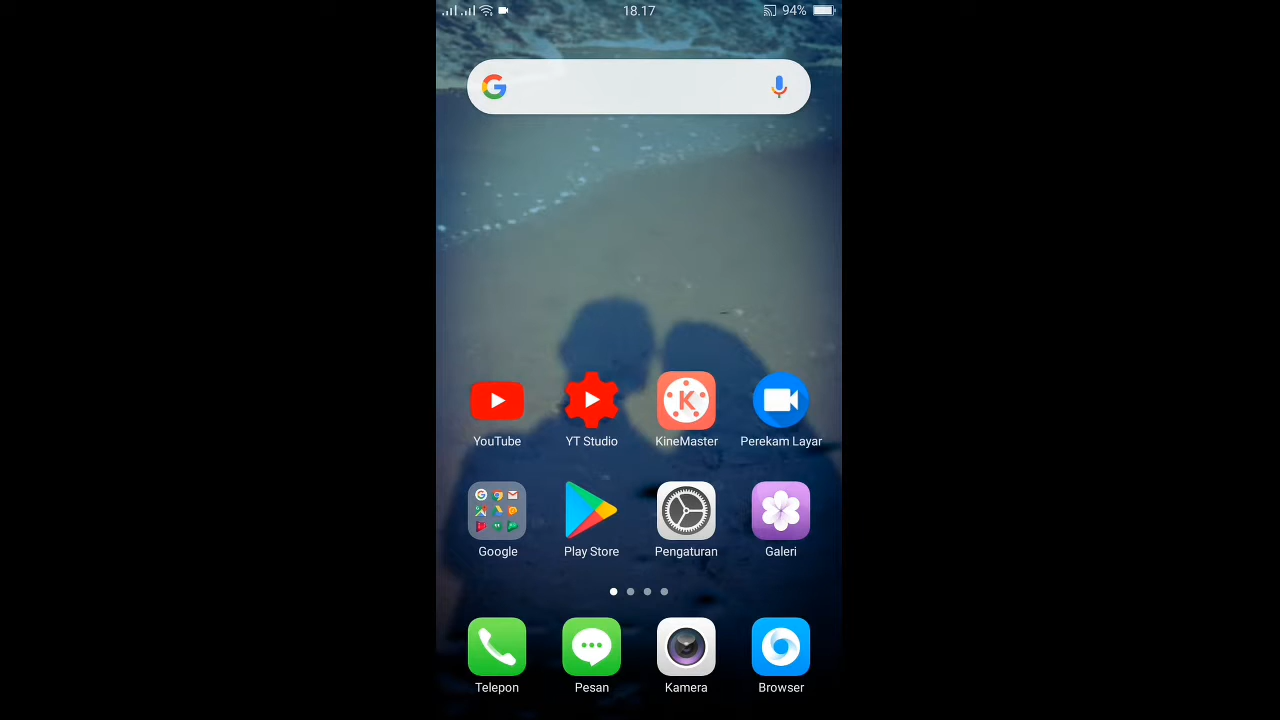 18.17
94%
YouTube
YT Studio
KineMaster
Perekam Layar
Google
Play Store
Pengaturan
Galeri
Telepon
Pesan
Kamera
Browser